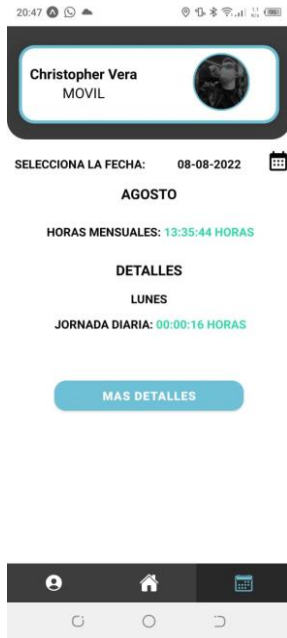 20:47
Christopher Vera
MOVIL
SELECCIONA LA FECHA: 08-08-2022
AGOSTO
HORAS MENSUALES: 13:35:44 HORAS
DETALLES
LUNES
JORNADA DIARIA: 00:00:16 HORAS
MAS DETALLES